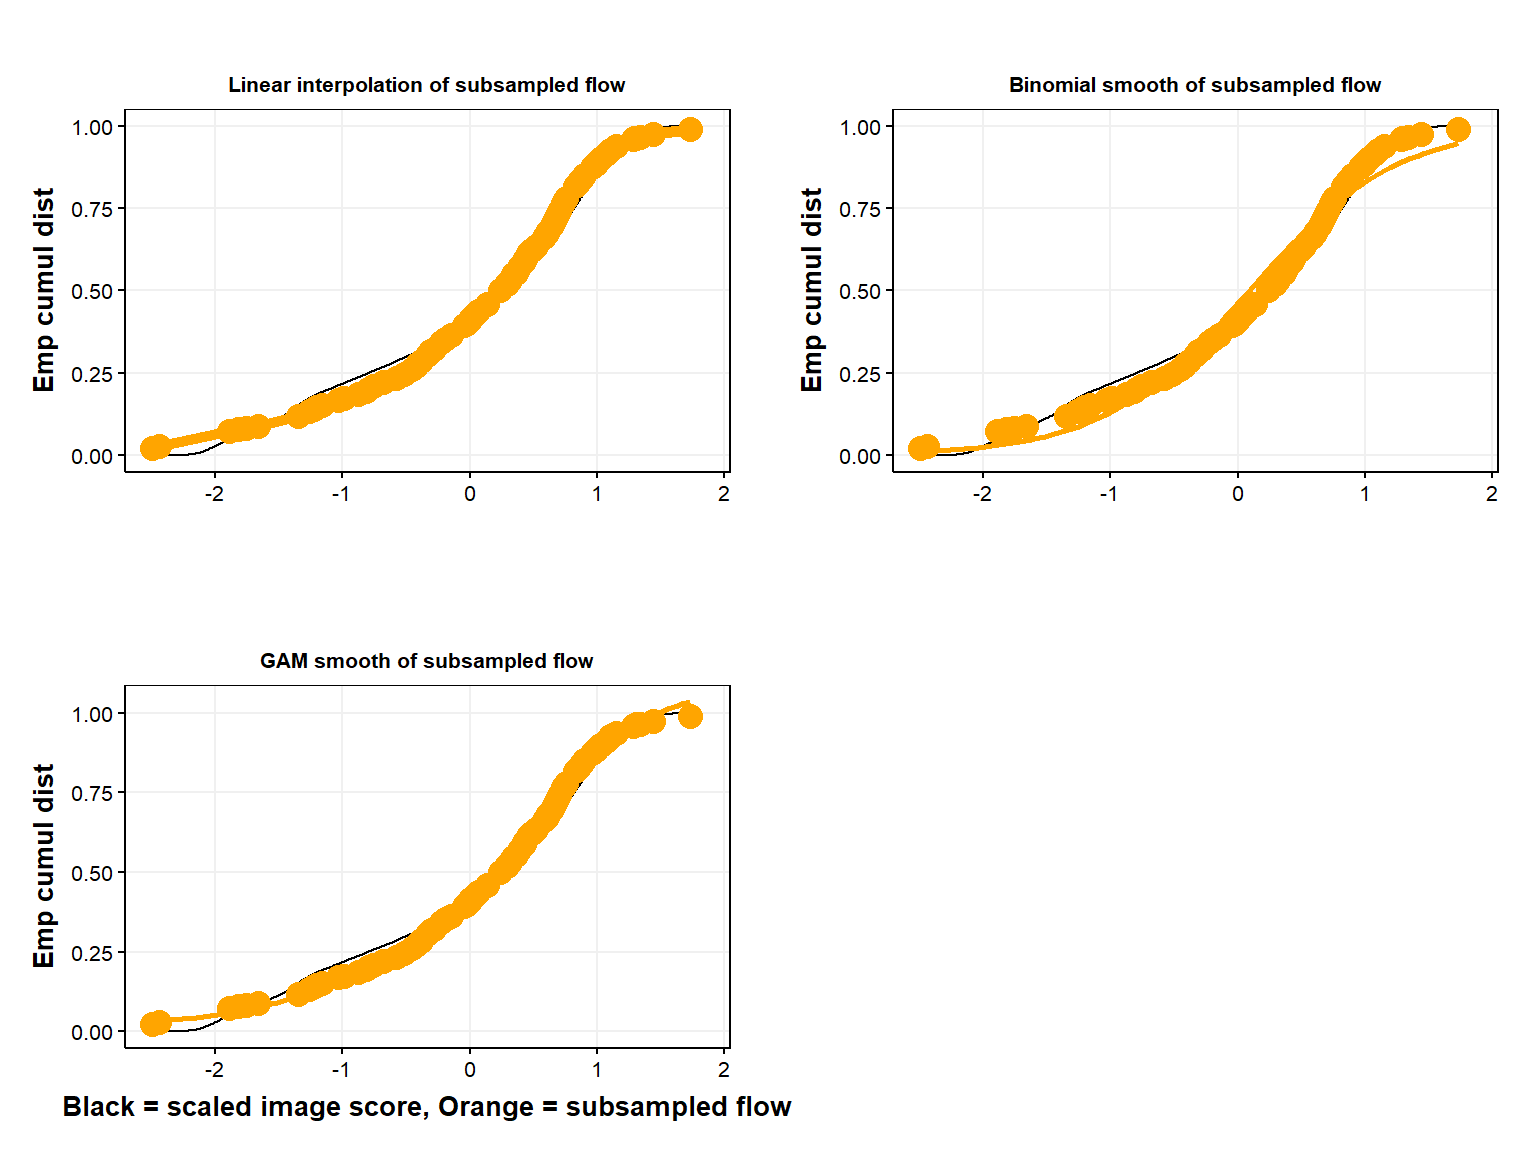 Linear interpolation of subsampled flow
Emp cumul dist
1.00
0.75
0.50
0.25
0.00
-2 -1 0 1 2
Binomial smooth of subsampled flow
Emp cumul dist
1.00
0.75
0.50
0.25
0.00
-2 -1 0 1 2
GAM smooth of subsampled flow
Emp cumul dist
1.00
0.75
0.50
0.25
0.00
-2 -1 0 1 2
Black = scaled image score, Orange = subsampled flow